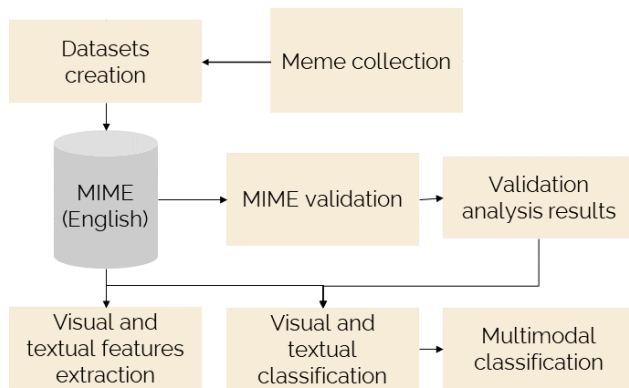 Datasets
creation
Meme collection
MIME
(English)
MIME validation
Validation
analysis results
Visual and
textual features
extraction
Visual and
textual
classification
Multimodal
classification